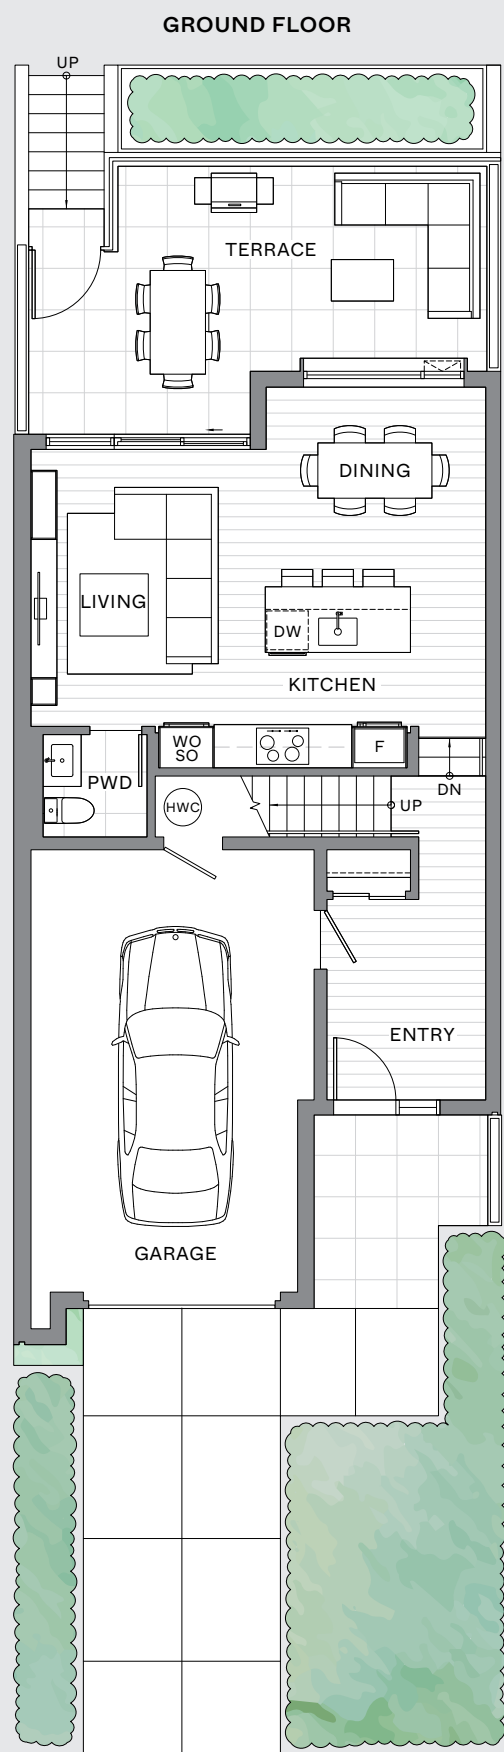 GROUND FLOOR
UP
TERRACE
DINING
LIVING
DW
KITCHEN
WO
SO
F
PWD
DN
HWC
UP
ENTRY
GARAGE